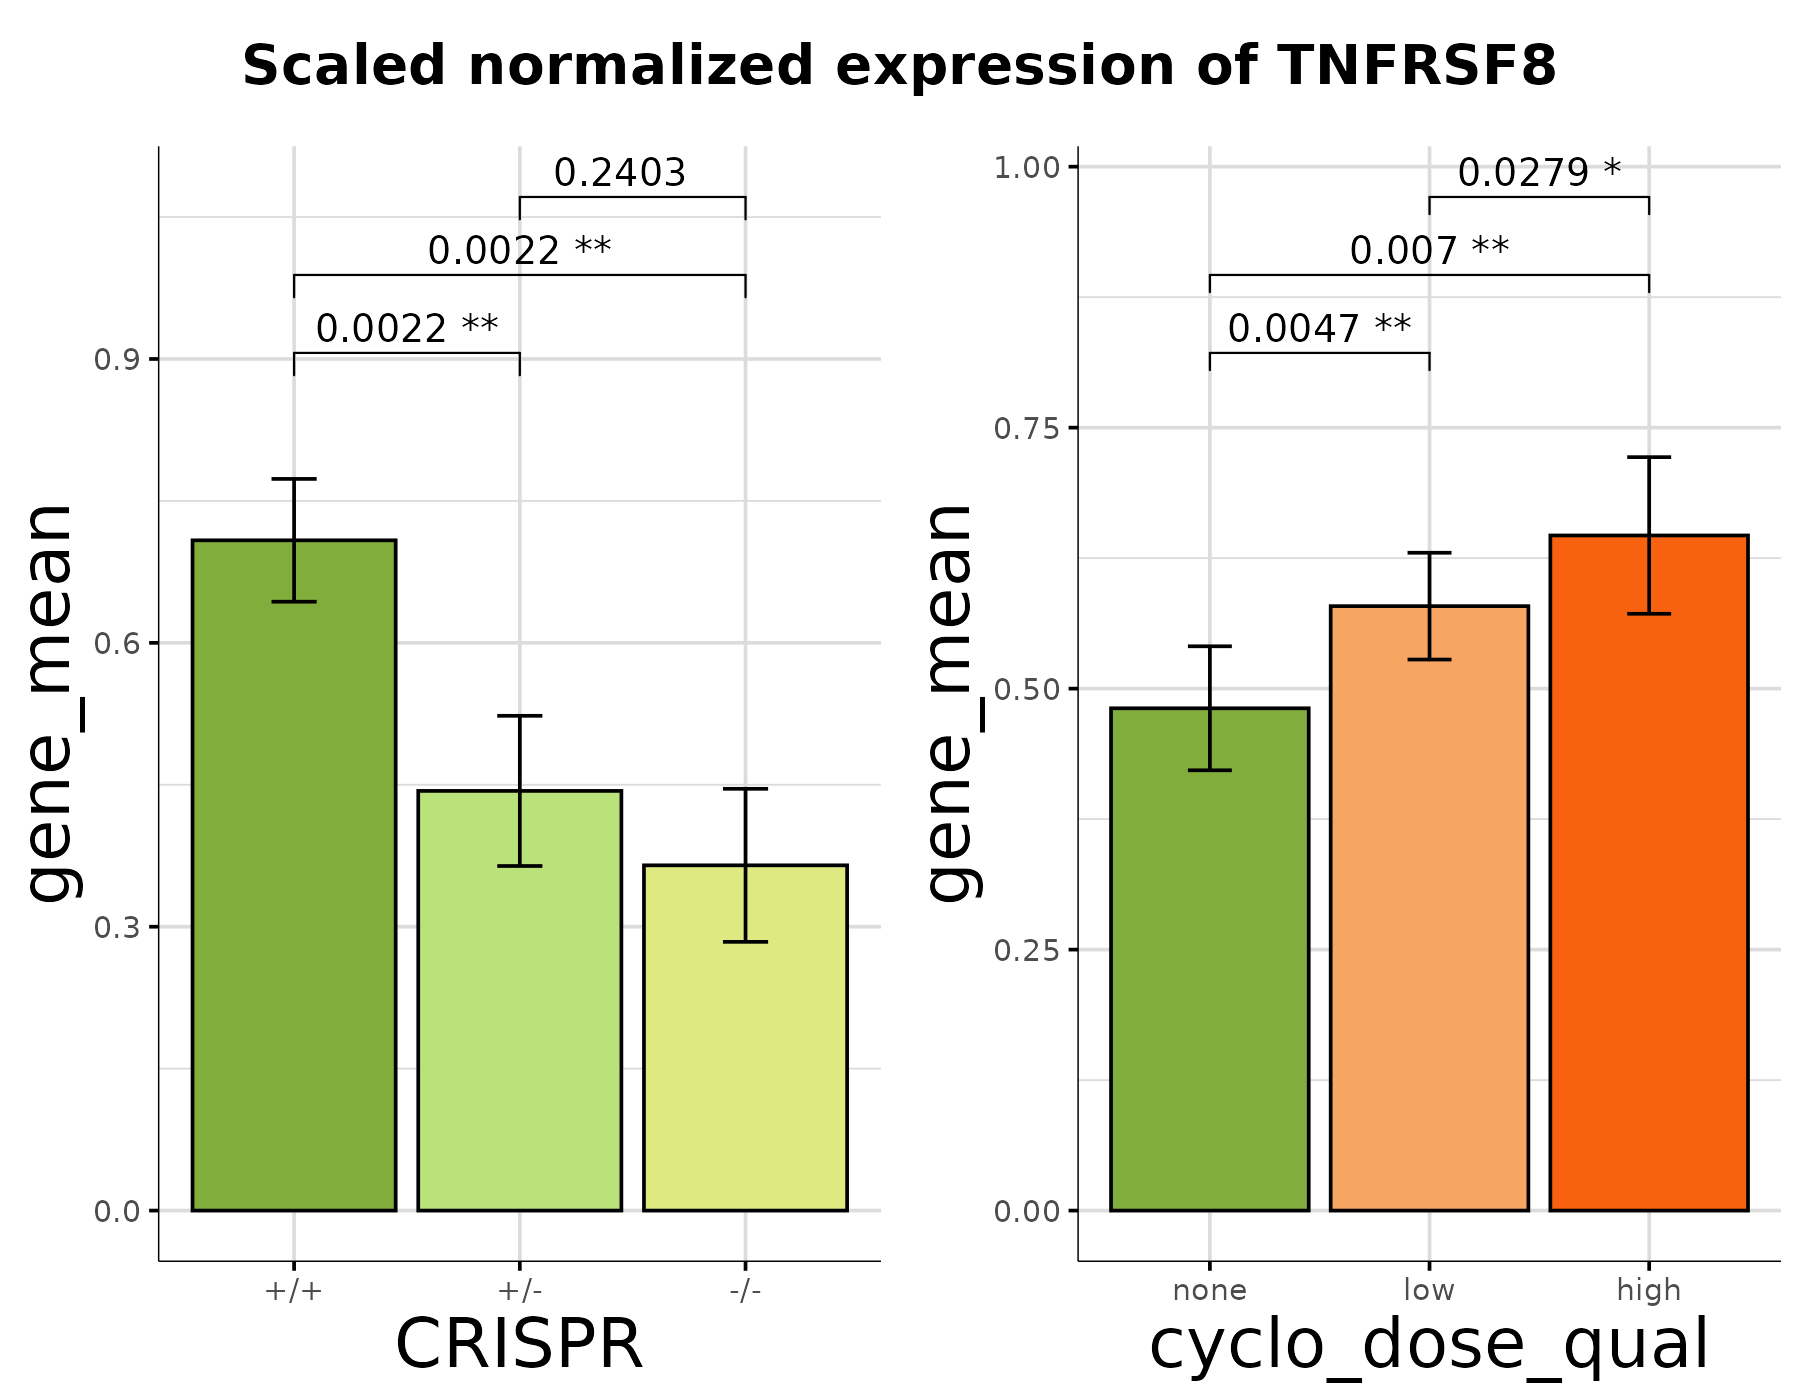 Scaled normalized expression of TNFRSF8
gene_mean
0.9
0.6
0.3
0.0
0.2403
0.0022 **
0.0022 **
+/+ +/- -/-
CRISPR
gene_mean
1.00
0.75
0.50
0.25
0.00
0.0279 *
0.007 **
0.0047 **
none low high
cyclo_dose_qual